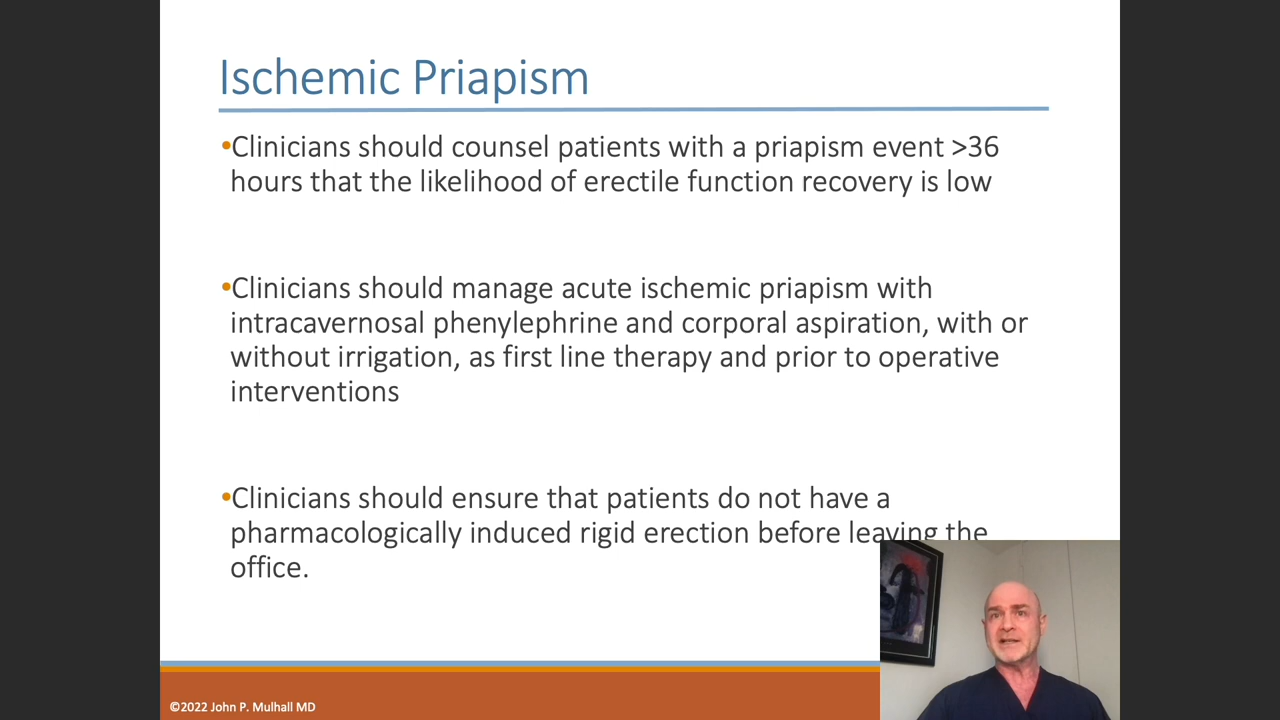 Ischemic Priapism
•Clinicians should counsel patients with a priapism event >36
hours that the likelihood of erectile function recovery is low
•Clinicians should manage acute ischemic priapism with
intracavernosal phenylephrine and corporal aspiration, with or
without irrigation, as first line therapy and prior to operative
interventions
•Clinicians should ensure that patients do not have a
pharmacologically induced rigid erection before leaving the
office.
©2022 John P. Mulhall MD